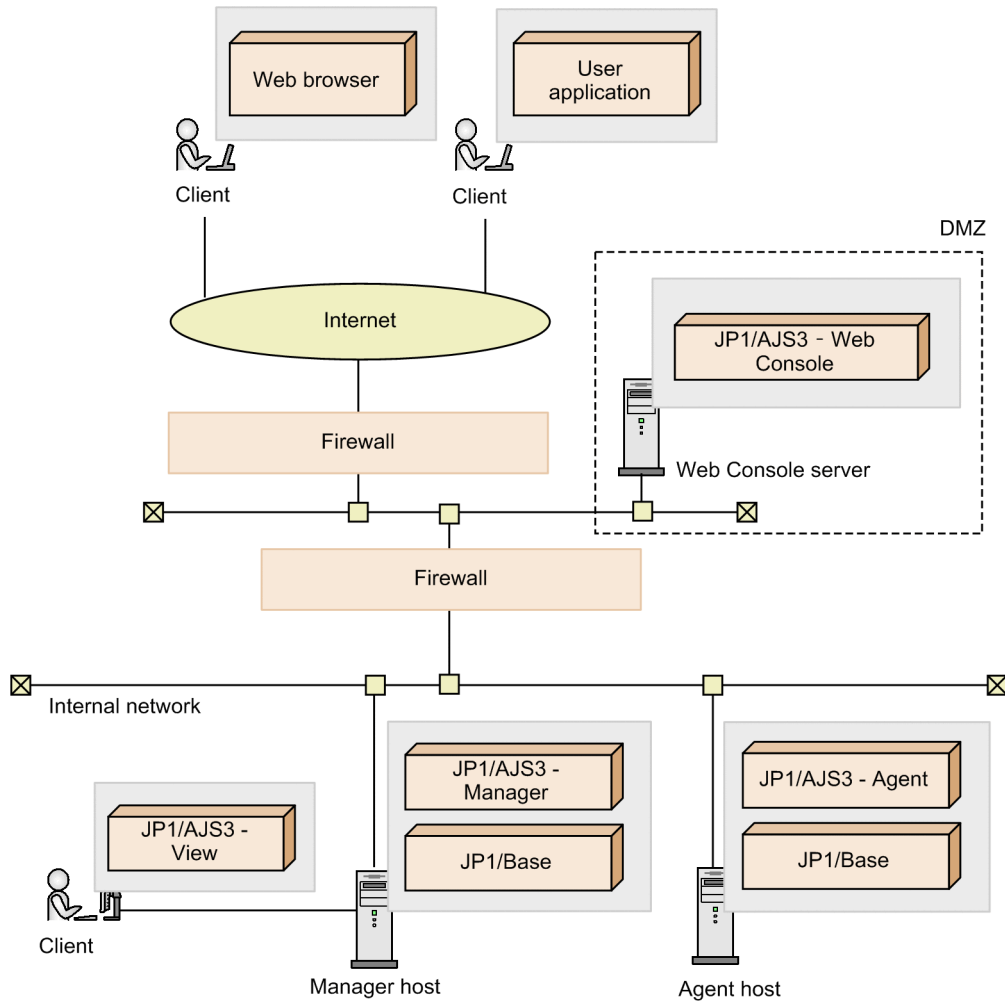 Web browser
User
application
Client
Client
DMZ
Internet
JP1/AJS3 - Web
Console
Firewall
Web Console server
Firewall
Internal network
JP1/AJS3 -
Manager
JP1/AJS3 - Agent
JP1/AJS3 -
View
JP1/Base
JP1/Base
Client
Manager host
Agent host